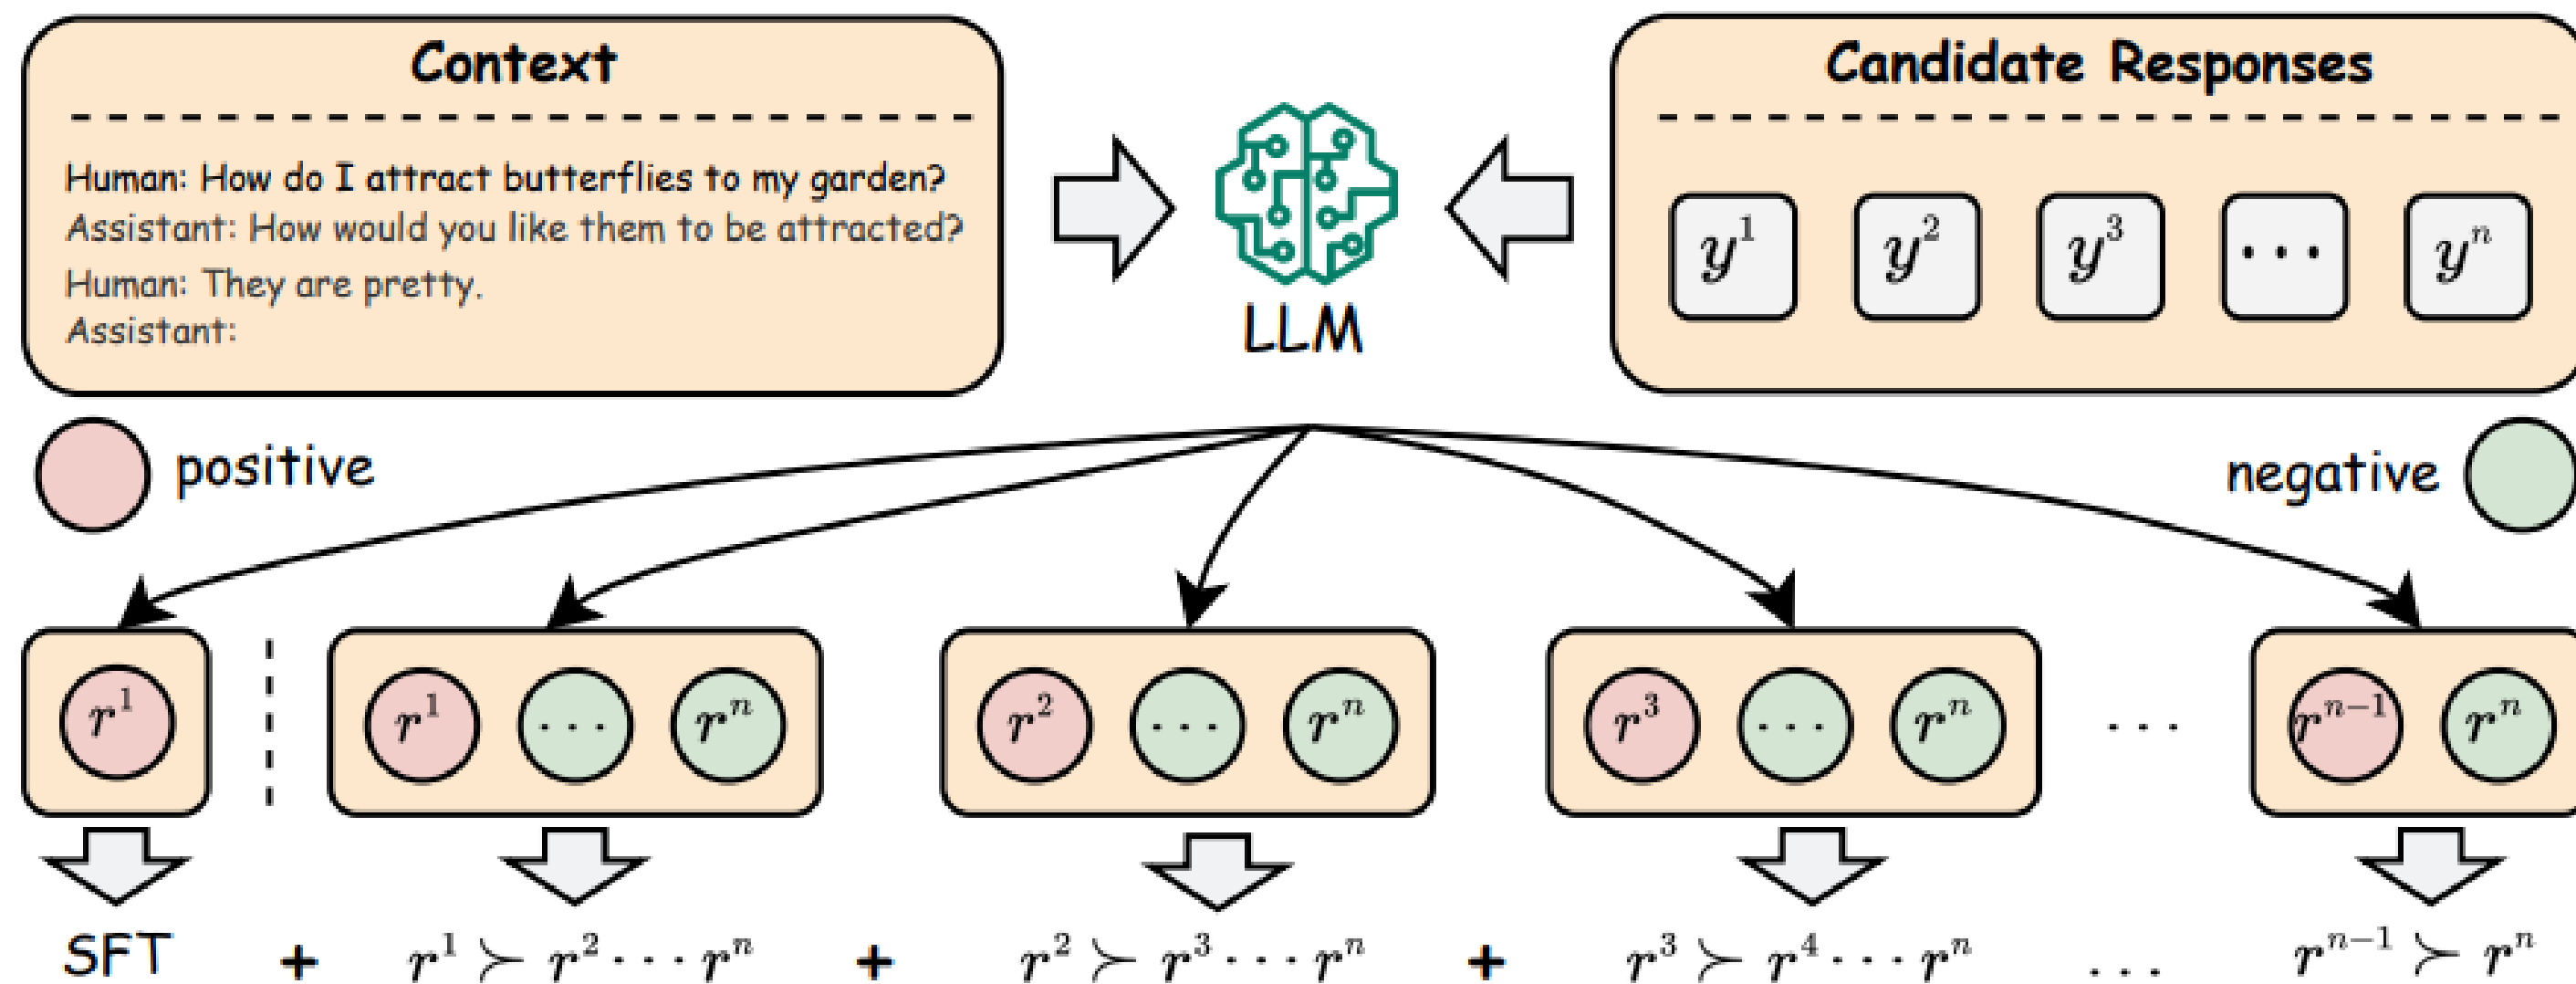 Context
Human: How do I attract butterflies to my garden?
Assistant: How would you like them to be attracted?
Human: They are pretty.
Assistant:
LLM
Candidate Responses
y¹ y² y³ ··· yⁿ
positive
negative
r¹ r¹ ··· rⁿ r² ··· rⁿ r³ ··· rⁿ ··· rⁿ⁻¹ rⁿ
SFT + r¹ ≻ r² ··· rⁿ + r² ≻ r³ ··· rⁿ + r³ ≻ r⁴ ··· rⁿ ... rⁿ⁻¹ ≻ rⁿ